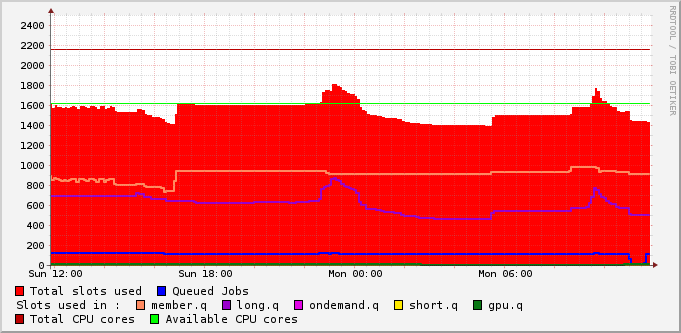 RRDTOOL / TOBI OETIKER
2400
2200
2000
1800
1600
1400
1200
1000
800
600
400
200
0
Sun 12:00 Sun 18:00 Mon 00:00 Mon 06:00
Total slots used Queued Jobs
Slots used in : member.q long.q ondemand.q short.q gpu.q
Total CPU cores Available CPU cores